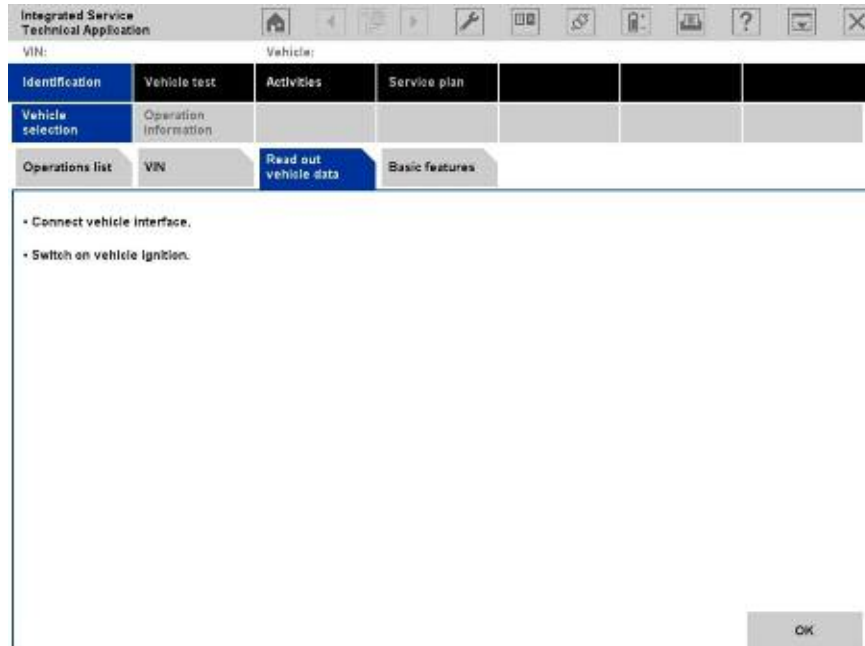 Integrated Service
Technical Application
VIN:
Vehicle:
Identification
Vehicle test
Activities
Service plan
Vehicle
selection
Operation
information
Operations list
VIN
Read out
vehicle data
Basic features
- Connect vehicle interface.
- Switch on vehicle ignition.
OK